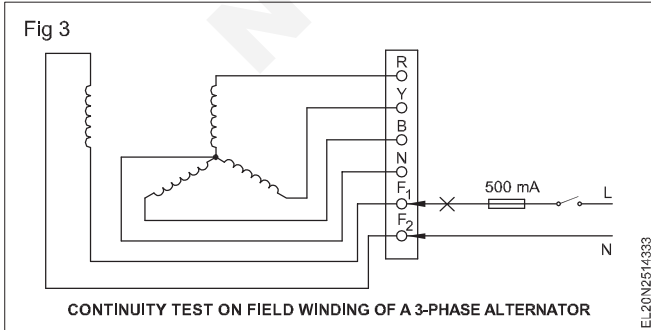 Fig 3
R
Y
B
N
F1
F2
500 mA
L
N
EL20N2514333
CONTINUITY TEST ON FIELD WINDING OF A 3-PHASE ALTERNATOR